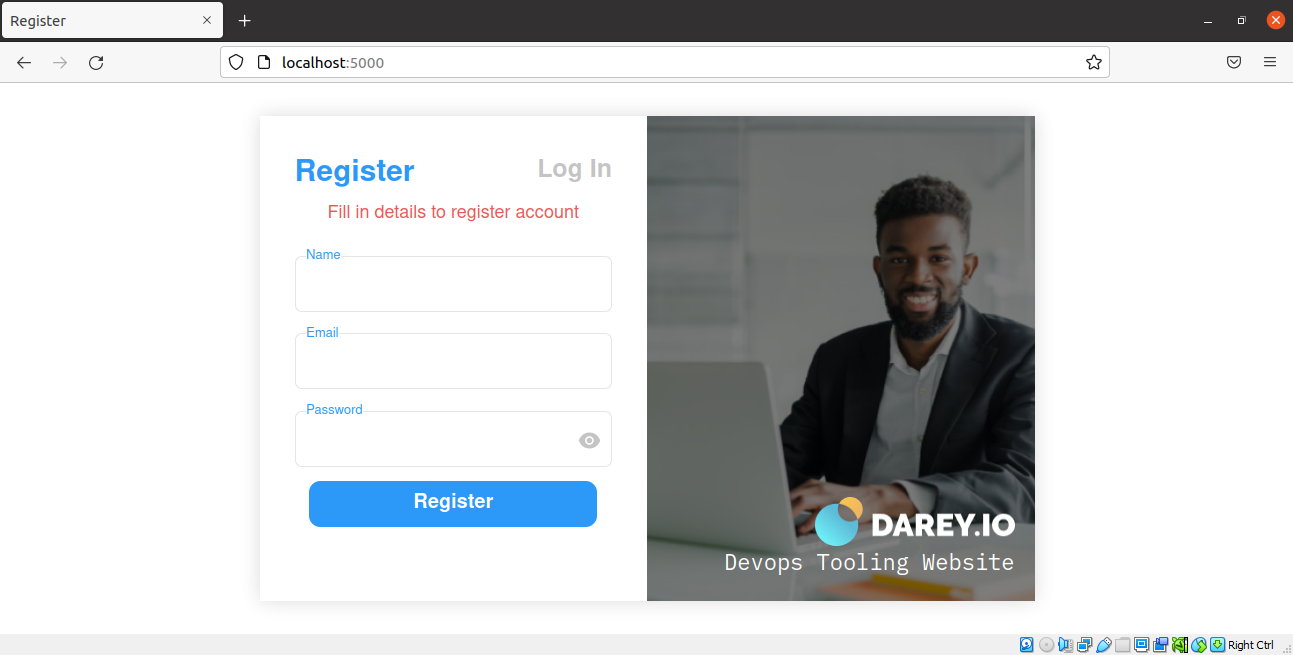 Register
localhost:5000
Register
Log In
Fill in details to register account
Name
Email
Password
Register
DAREY.IO
Devops Tooling Website
Right Ctrl